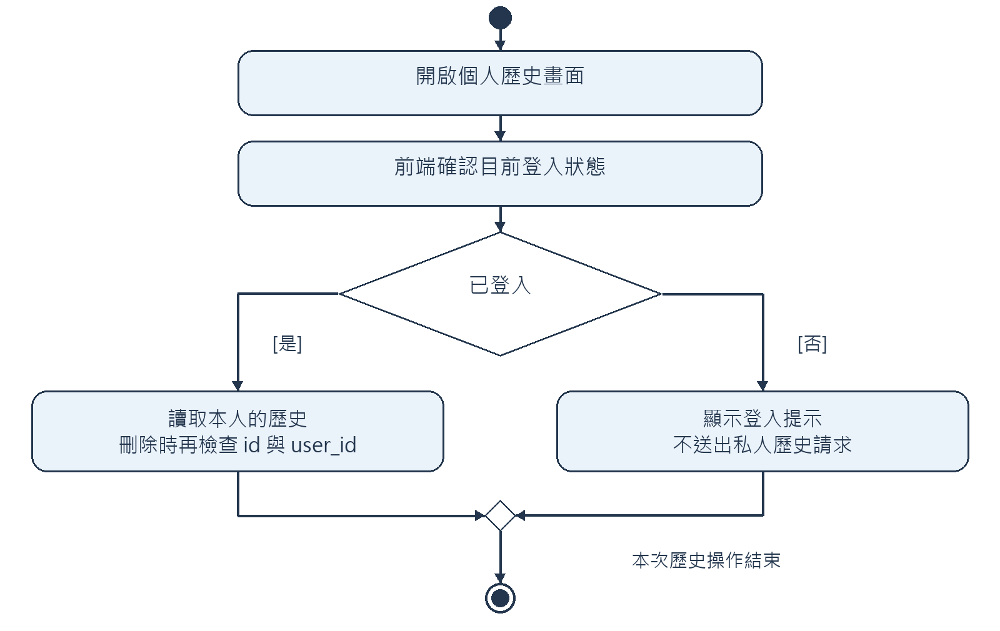 開啟個人歷史畫面
前端確認目前登入狀態
已登入
[是]
[否]
讀取本人的歷史
刪除時再檢查 id 與 user_id
顯示登入提示
不送出私人歷史請求
本次歷史操作結束